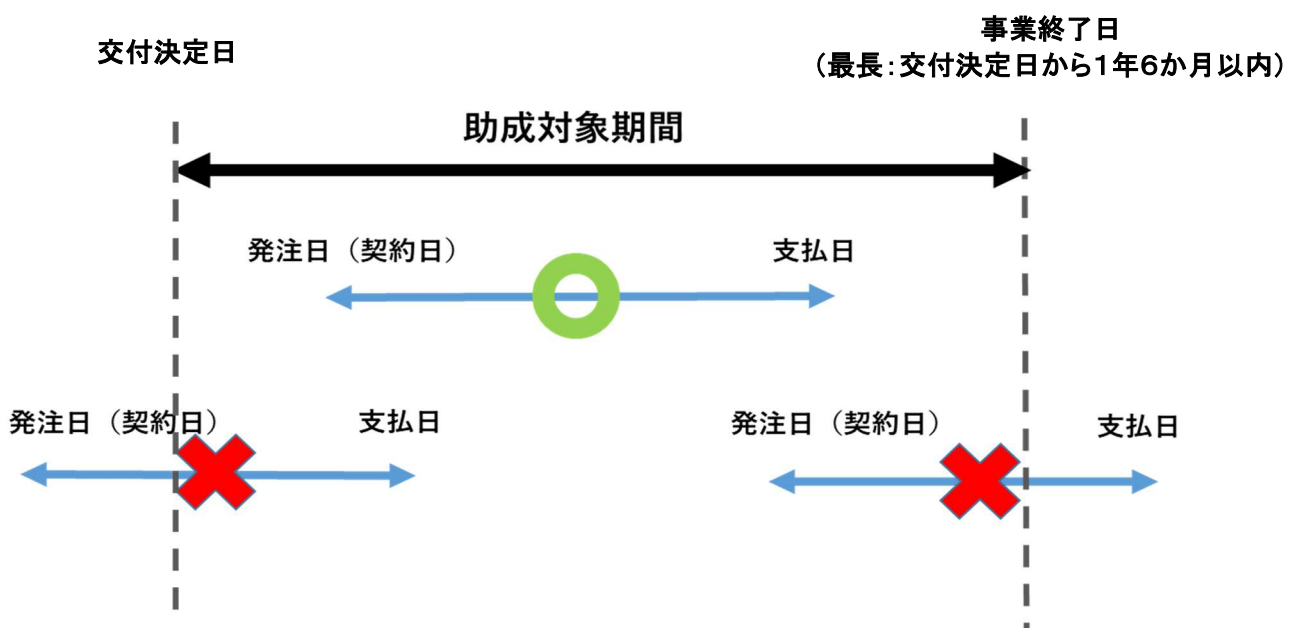 交付決定日
事業終了日
（最長：交付決定日から１年６か月以内）
助成対象期間
発注日（契約日）
支払日
発注日（契約日）
支払日
発注日（契約日）
支払日